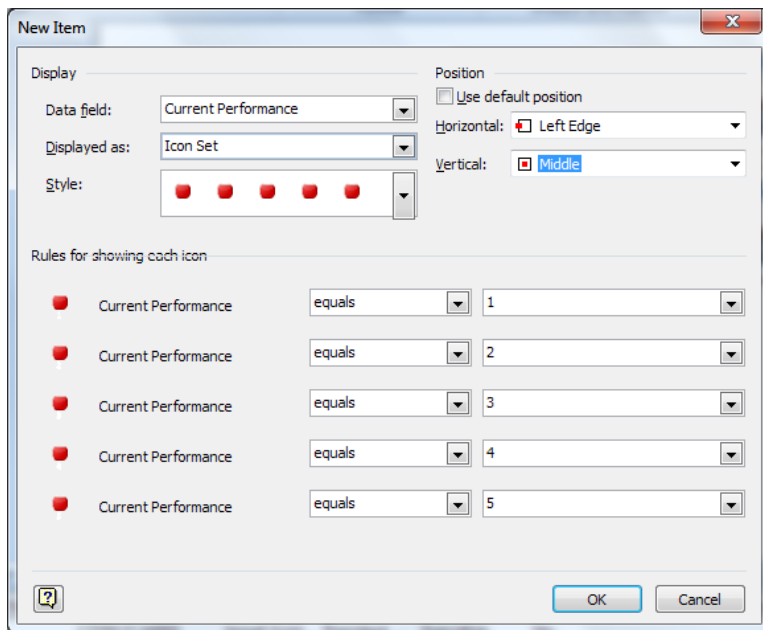 New Item
Display
Data field: Current Performance
Displayed as: Icon Set
Style:
Position
Use default position
Horizontal: Left Edge
Vertical: Middle
Rules for showing each icon
Current Performance equals 1
Current Performance equals 2
Current Performance equals 3
Current Performance equals 4
Current Performance equals 5
OK Cancel